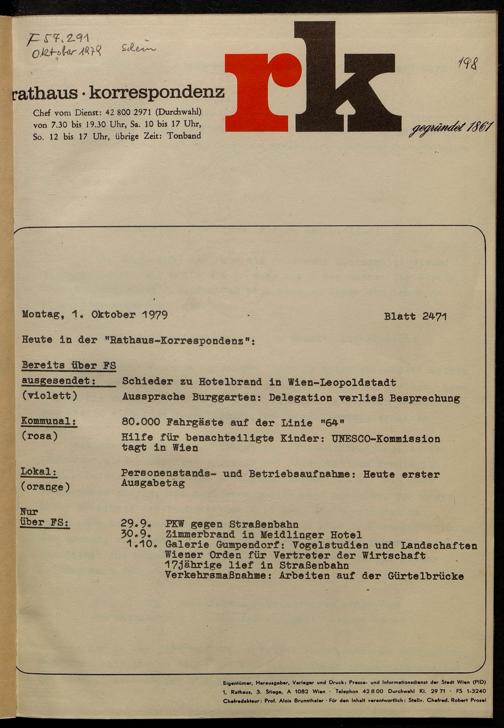 F 57.291
Oktober 1979
198
rk
rathaus · korrespondenz
gegründet 1861
Chef vom Dienst: 42 800 2971 (Durchwahl)
von 7.30 bis 19.30 Uhr, Sa. 10 bis 17 Uhr,
So. 12 bis 17 Uhr, übrige Zeit: Tonband
Montag, 1. Oktober 1979 Blatt 2471
Heute in der "Rathaus-Korrespondenz":
Bereits über FS
ausgesendet: Schieder zu Hotelbrand in Wien-Leopoldstadt
(violett) Aussprache Burggarten: Delegation verließ Besprechung
Kommunal: 80.000 Fahrgäste auf der Linie "64"
(rosa) Hilfe für benachteiligte Kinder: UNESCO-Kommission
tagt in Wien
Lokal: Personenstands- und Betriebsaufnahme: Heute erster
(orange) Ausgabetag
Nur
über FS: 29.9. PKW gegen Straßenbahn
30.9. Zimmerbrand in Meidlinger Hotel
1.10. Galerie Gumpendorf: Vogelstudien und Landschaften
Wiener Orden für Vertreter der Wirtschaft
17jährige lief in Straßenbahn
Verkehrsmaßnahme: Arbeiten auf der Gürtelbrücke
Eigentümer, Herausgeber, Verleger und Druck: Presse- und Informationsdienst der Stadt Wien (PID)
1, Rathaus, 3. Stiege, A 1082 Wien · Telephon 42 8 00 Durchwahl Kl. 29 71 · FS 1-3240
Chefredakteur: Prof. Alois Brunnthaler · Für den Inhalt verantwortlich: Stellv. Chefred. Robert Prosel